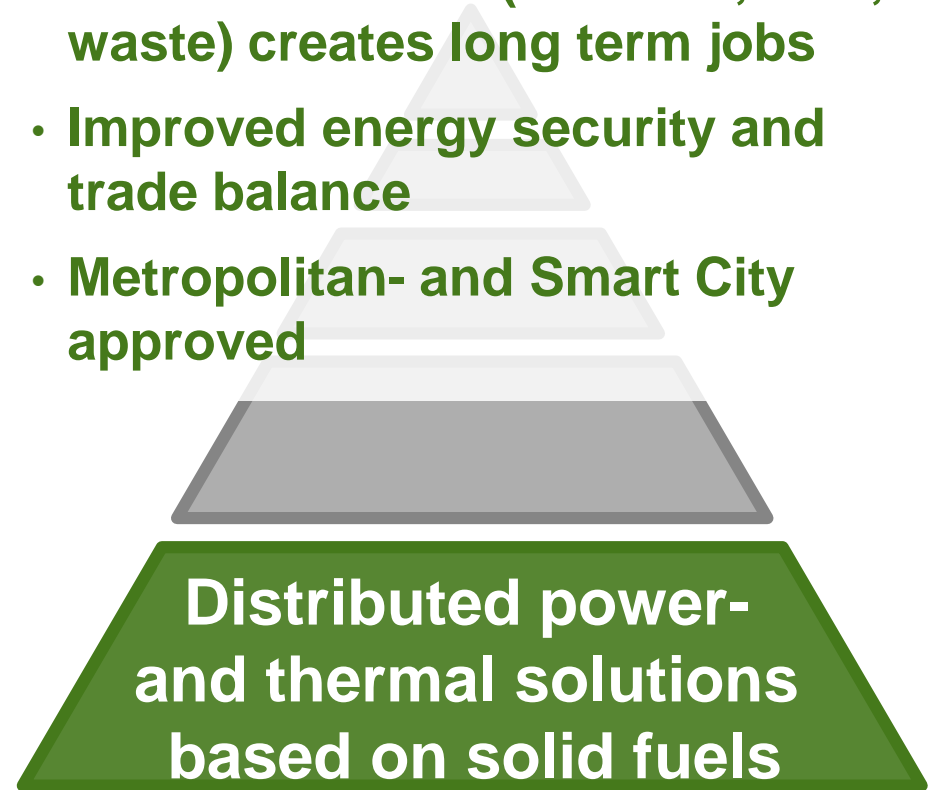 waste) creates long term jobs
• Improved energy security and
trade balance
• Metropolitan- and Smart City
approved
Distributed power-
and thermal solutions
based on solid fuels